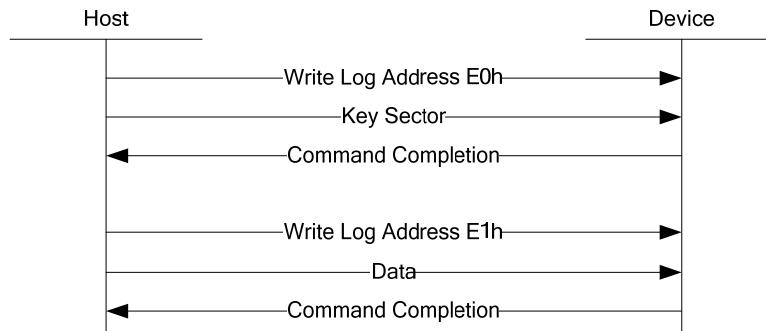 Host
Device
Write Log Address E0h
Key Sector
Command Completion
Write Log Address E1h
Data
Command Completion